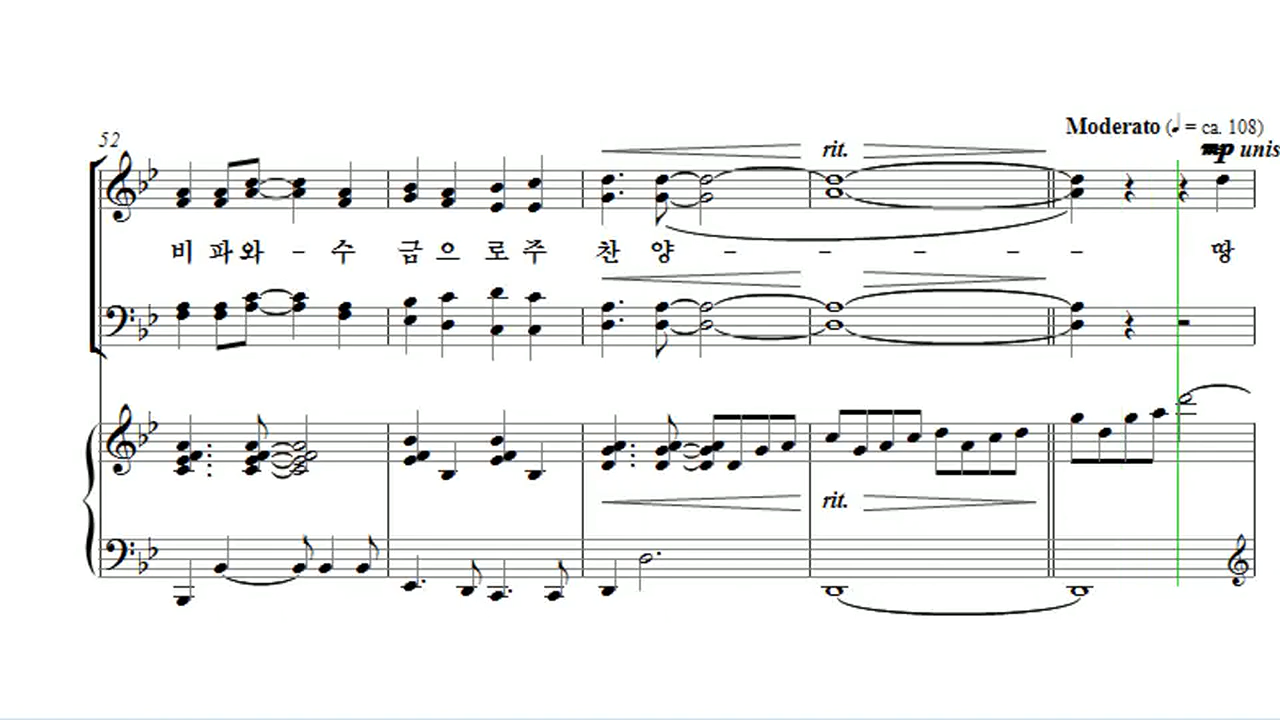 Moderato (♩ = ca. 108)
52
rit.
mp unis
비 파 와 - 수 금 으 로 주 찬 양 - - - - - 땅
rit.